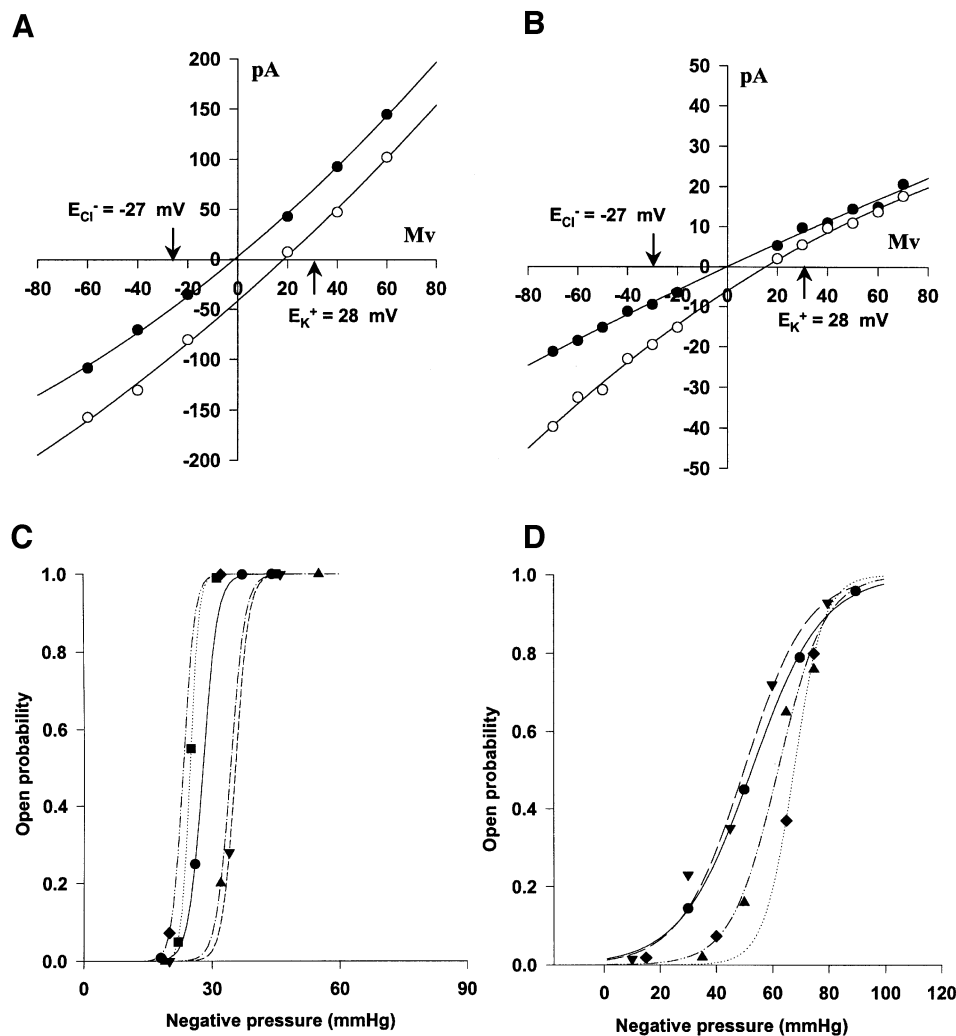 A
B
200
150
100
50
0
-50
-100
-150
-200
pA
Mv
-80 -60 -40 -20 0 20 40 60 80
E_Cl^- = -27 mV
E_K^+ = 28 mV
50
40
30
20
10
0
-10
-20
-30
-40
-50
pA
Mv
-80 -60 -40 -20 0 20 40 60 80
E_Cl^- = -27 mV
E_K^+ = 28 mV
C
D
1.0
0.8
0.6
0.4
0.2
0.0
Open probability
0 30 60 90
Negative pressure (mmHg)
1.0
0.8
0.6
0.4
0.2
0.0
Open probability
0 20 40 60 80 100 120
Negative pressure (mmHg)